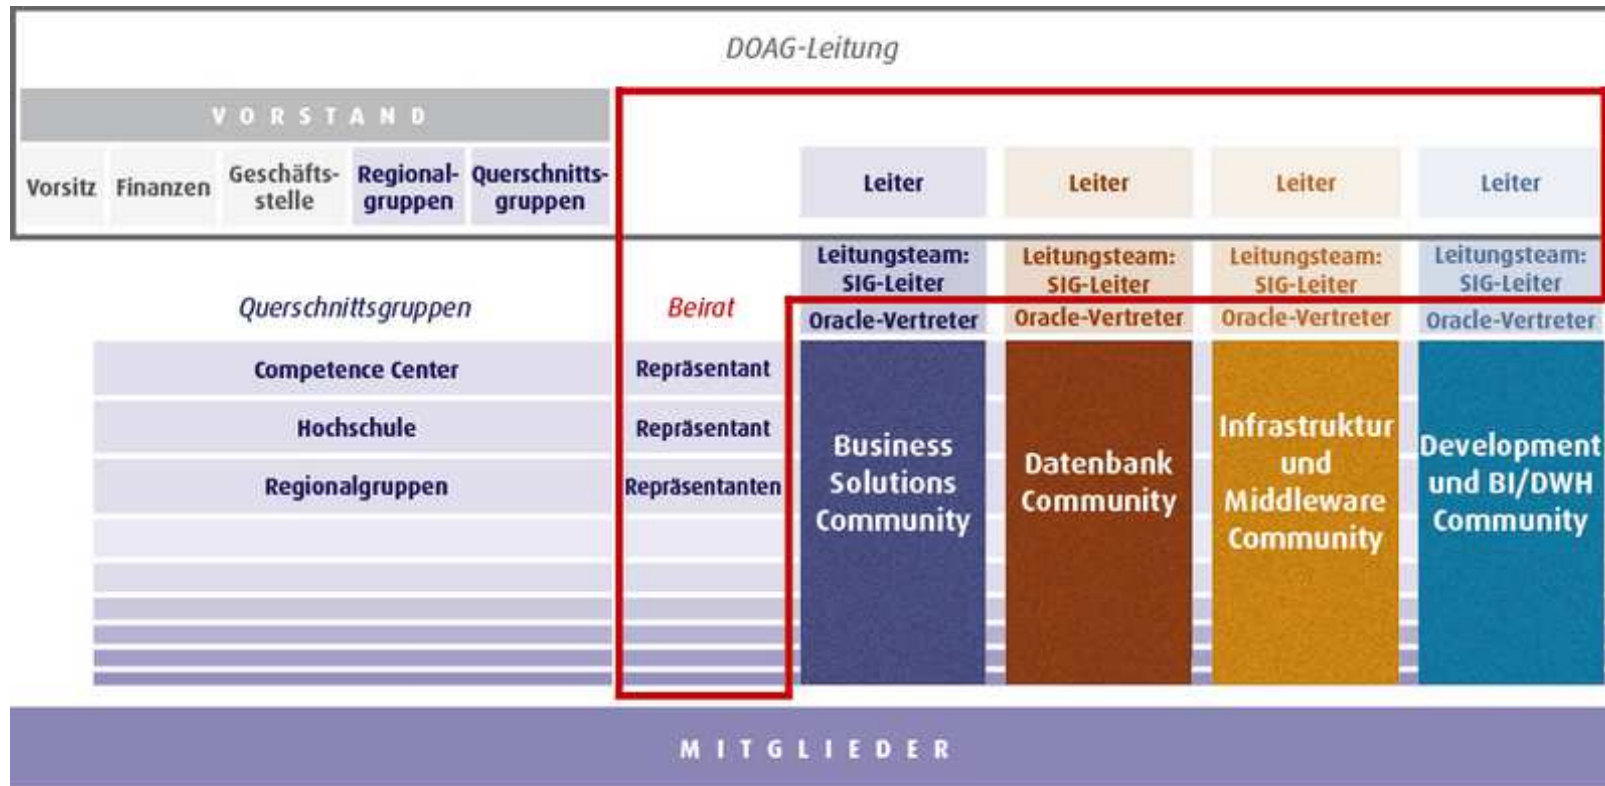 DOAG-Leitung
VORSTAND
Vorsitz
Finanzen
Geschäfts-
stelle
Regional-
gruppen
Querschnitts-
gruppen
Leiter
Leiter
Leiter
Leiter
Leitungsteam:
SIG-Leiter
Leitungsteam:
SIG-Leiter
Leitungsteam:
SIG-Leiter
Leitungsteam:
SIG-Leiter
Querschnittsgruppen
Beirat
Oracle-Vertreter
Oracle-Vertreter
Oracle-Vertreter
Oracle-Vertreter
Competence Center
Repräsentant
Hochschule
Repräsentant
Regionalgruppen
Repräsentanten
Business
Solutions
Community
Datenbank
Community
Infrastruktur
und
Middleware
Community
Development
und BI/DWH
Community
MITGLIEDER